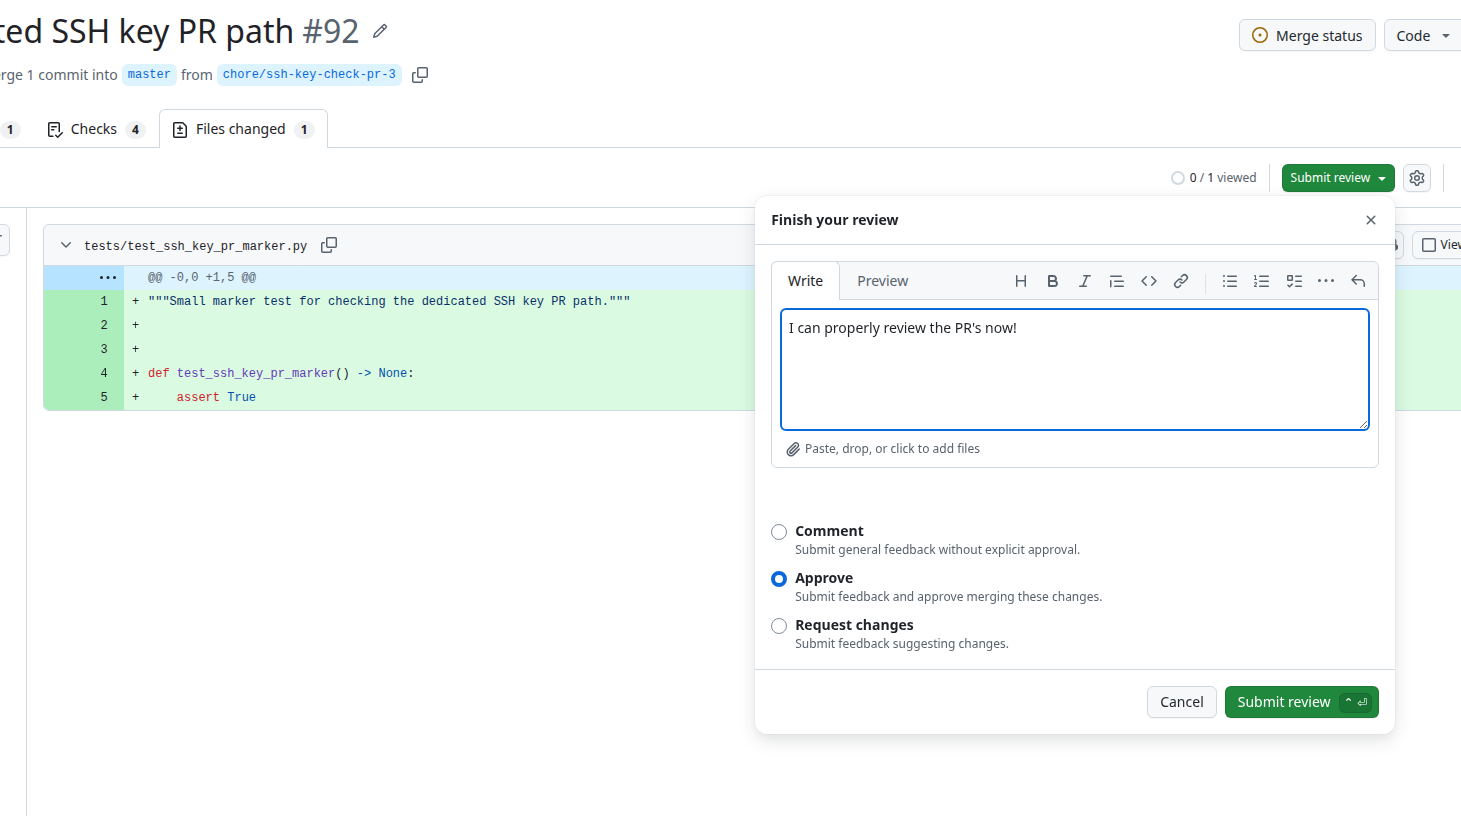 ted SSH key PR path #92
Merge status
Code
rge 1 commit into master from chore/ssh-key-check-pr-3
1
Checks 4
Files changed 1
0 / 1 viewed
Submit review
Finish your review
tests/test_ssh_key_pr_marker.py
View
Write
Preview
@@ -0,0 +1,5 @@
1 + """Small marker test for checking the dedicated SSH key PR path."""
2 +
3 +
4 + def test_ssh_key_pr_marker() -> None:
5 + assert True
I can properly review the PR's now!
Paste, drop, or click to add files
Comment
Submit general feedback without explicit approval.
Approve
Submit feedback and approve merging these changes.
Request changes
Submit feedback suggesting changes.
Cancel
Submit review